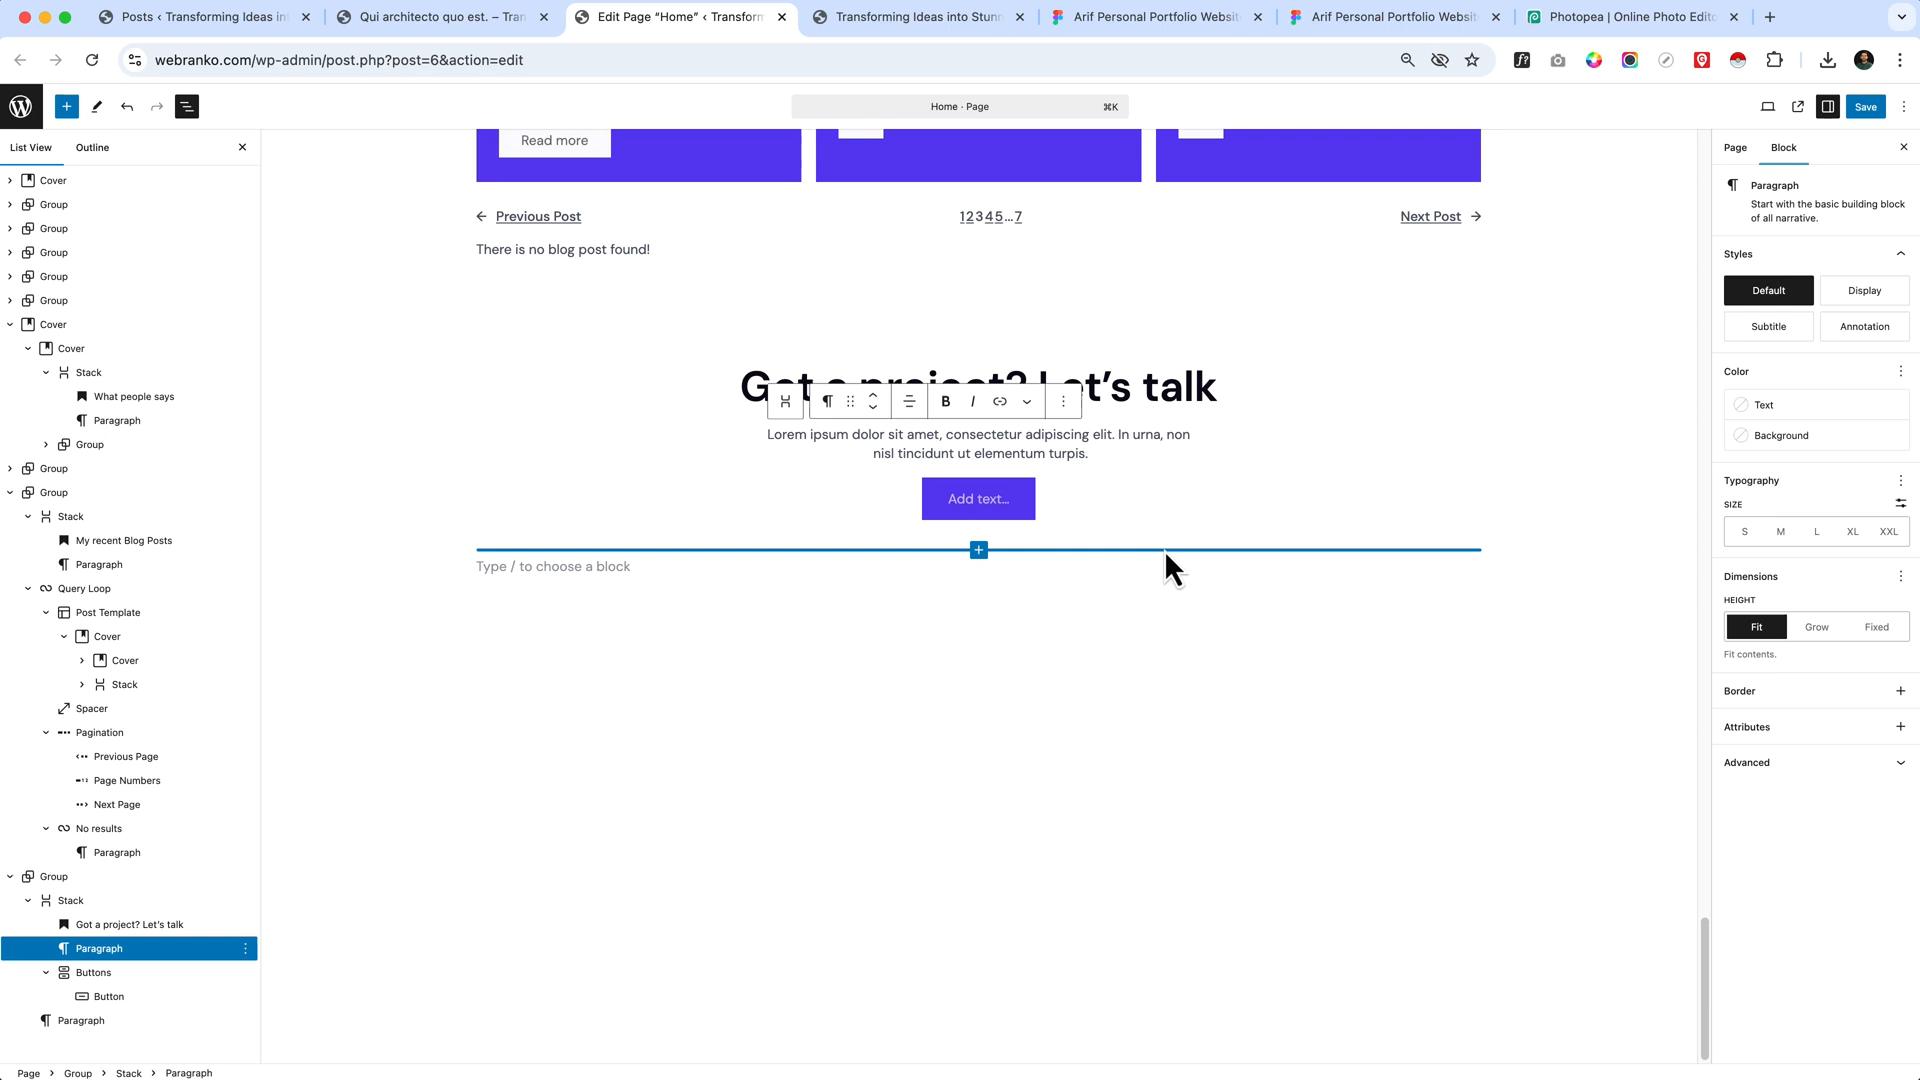 Posts ‹ Transforming Ideas in
Qui architecto quo est. – Tran
Edit Page “Home” ‹ Transform
Transforming Ideas into Stunn
Arif Personal Portfolio Websit
Arif Personal Portfolio Websit
Photopea | Online Photo Edito
webranko.com/wp-admin/post.php?post=6&action=edit
Home · Page
⌘K
Save
List View
Outline
Cover
Group
Group
Group
Group
Group
Cover
Cover
Stack
What people says
Paragraph
Group
Group
Group
Stack
My recent Blog Posts
Paragraph
Query Loop
Post Template
Cover
Cover
Stack
Spacer
Pagination
Previous Page
Page Numbers
Next Page
No results
Paragraph
Group
Stack
Got a project? Let’s talk
Paragraph
Buttons
Button
Paragraph
Read more
← Previous Post
12345…7
Next Post →
There is no blog post found!
Got a project? Let’s talk
B I
Lorem ipsum dolor sit amet, consectetur adipiscing elit. In urna, non
nisl tincidunt ut elementum turpis.
Add text…
Type / to choose a block
Page
Block
Paragraph
Start with the basic building block
of all narrative.
Styles
Default
Display
Subtitle
Annotation
Color
Text
Background
Typography
SIZE
S M L XL XXL
Dimensions
HEIGHT
Fit Grow Fixed
Fit contents.
Border
Attributes
Advanced
Page > Group > Stack > Paragraph